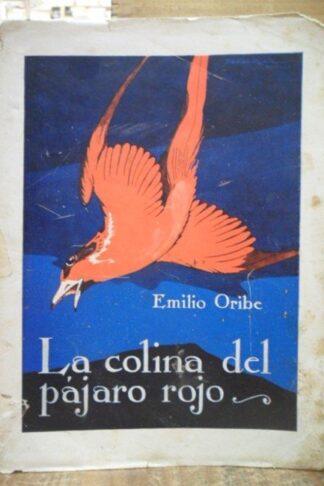 Emilio Oribe
La colina del
pájaro rojo